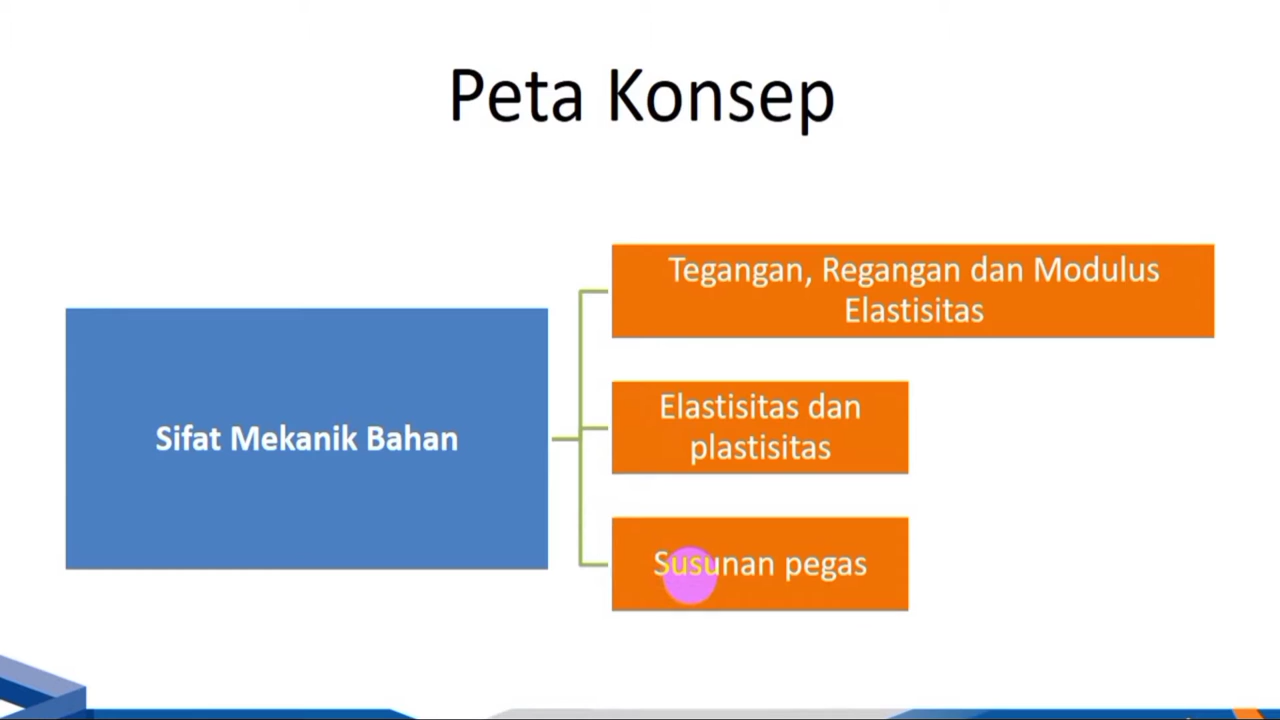 Peta Konsep
Sifat Mekanik Bahan
Tegangan, Regangan dan Modulus
Elastisitas
Elastisitas dan
plastisitas
Susunan pegas